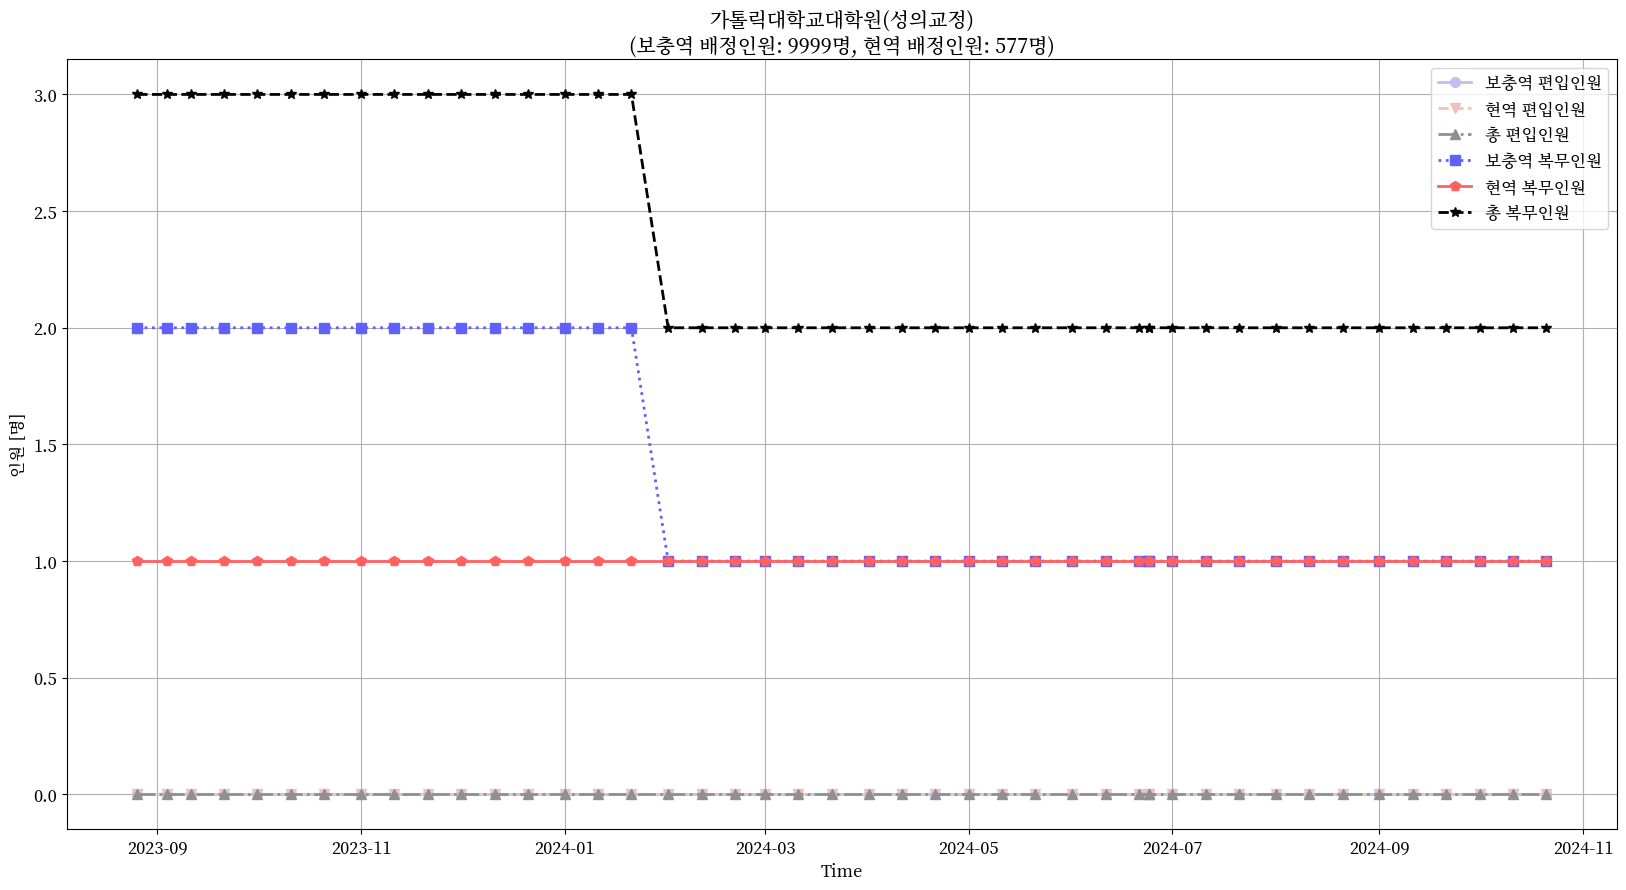 가톨릭대학교대학원(성의교정)
(보충역 배정인원: 9999명, 현역 배정인원: 577명)
보충역 편입인원
현역 편입인원
총 편입인원
보충역 복무인원
현역 복무인원
총 복무인원
3.0
2.5
2.0
1.5
1.0
0.5
0.0
인원 [명]
2023-09 2023-11 2024-01 2024-03 2024-05 2024-07 2024-09 2024-11
Time